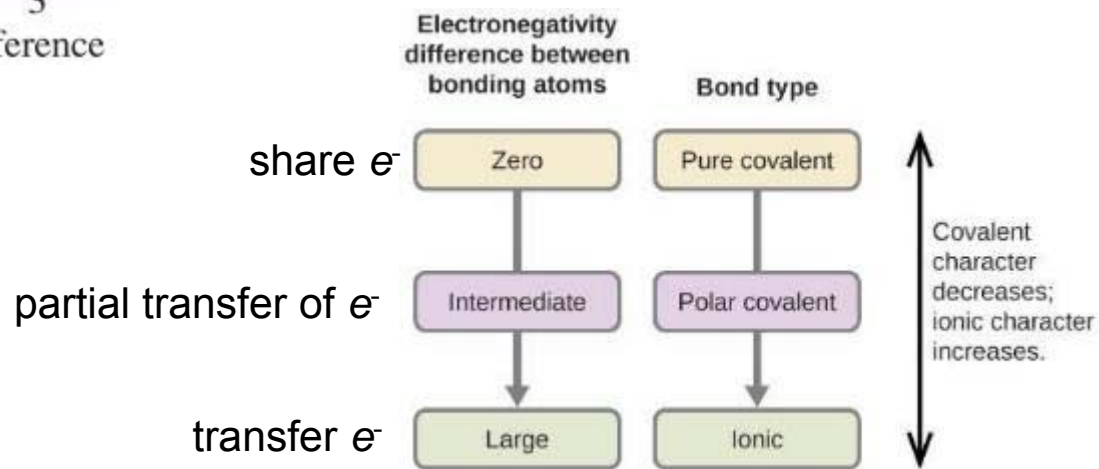 ference
Electronegativity
difference between
bonding atoms
Bond type
share e-
Zero
Pure covalent
partial transfer of e-
Intermediate
Polar covalent
transfer e-
Large
Ionic
Covalent
character
decreases;
ionic character
increases.